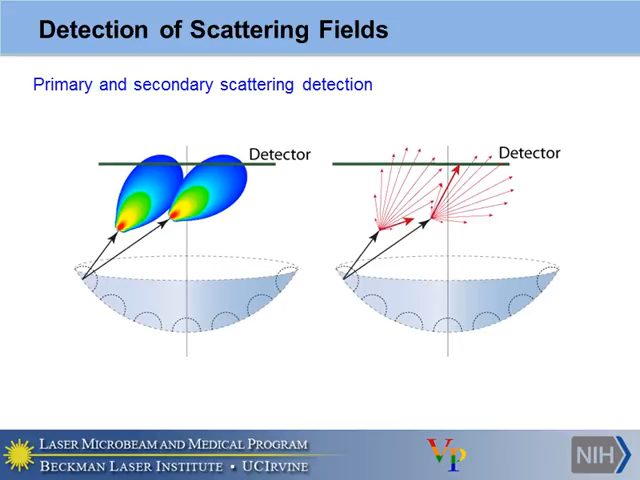 Detection of Scattering Fields
Primary and secondary scattering detection
Detector
Detector
LASER MICROBEAM AND MEDICAL PROGRAM
BECKMAN LASER INSTITUTE • UCIRVINE
VP
NIH